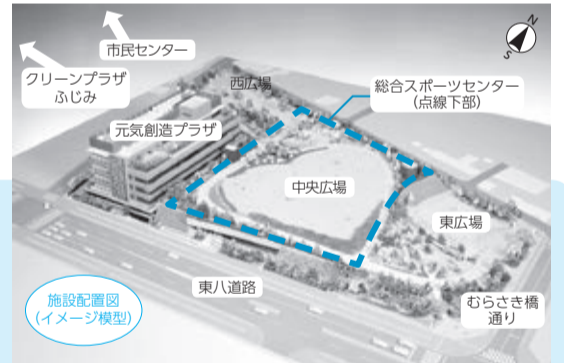 市民センター
クリーンプラザ
ふじみ
西広場
元気創造プラザ
総合スポーツセンター
(点線下部)
中央広場
東広場
東八道路
むらさき橋
通り
施設配置図
(イメージ模型)
N
S